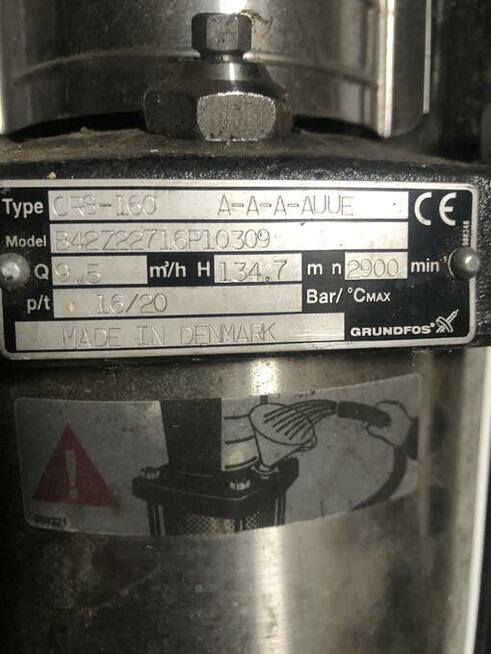 Type CR8-160 A-A-A-AUUE CE
Model B42Z22716P10309
Q 9.5 m³/h H 134.7 m n 2900 min⁻¹
p/t 16/20 Bar/°CMAX
MADE IN DENMARK GRUNDFOS